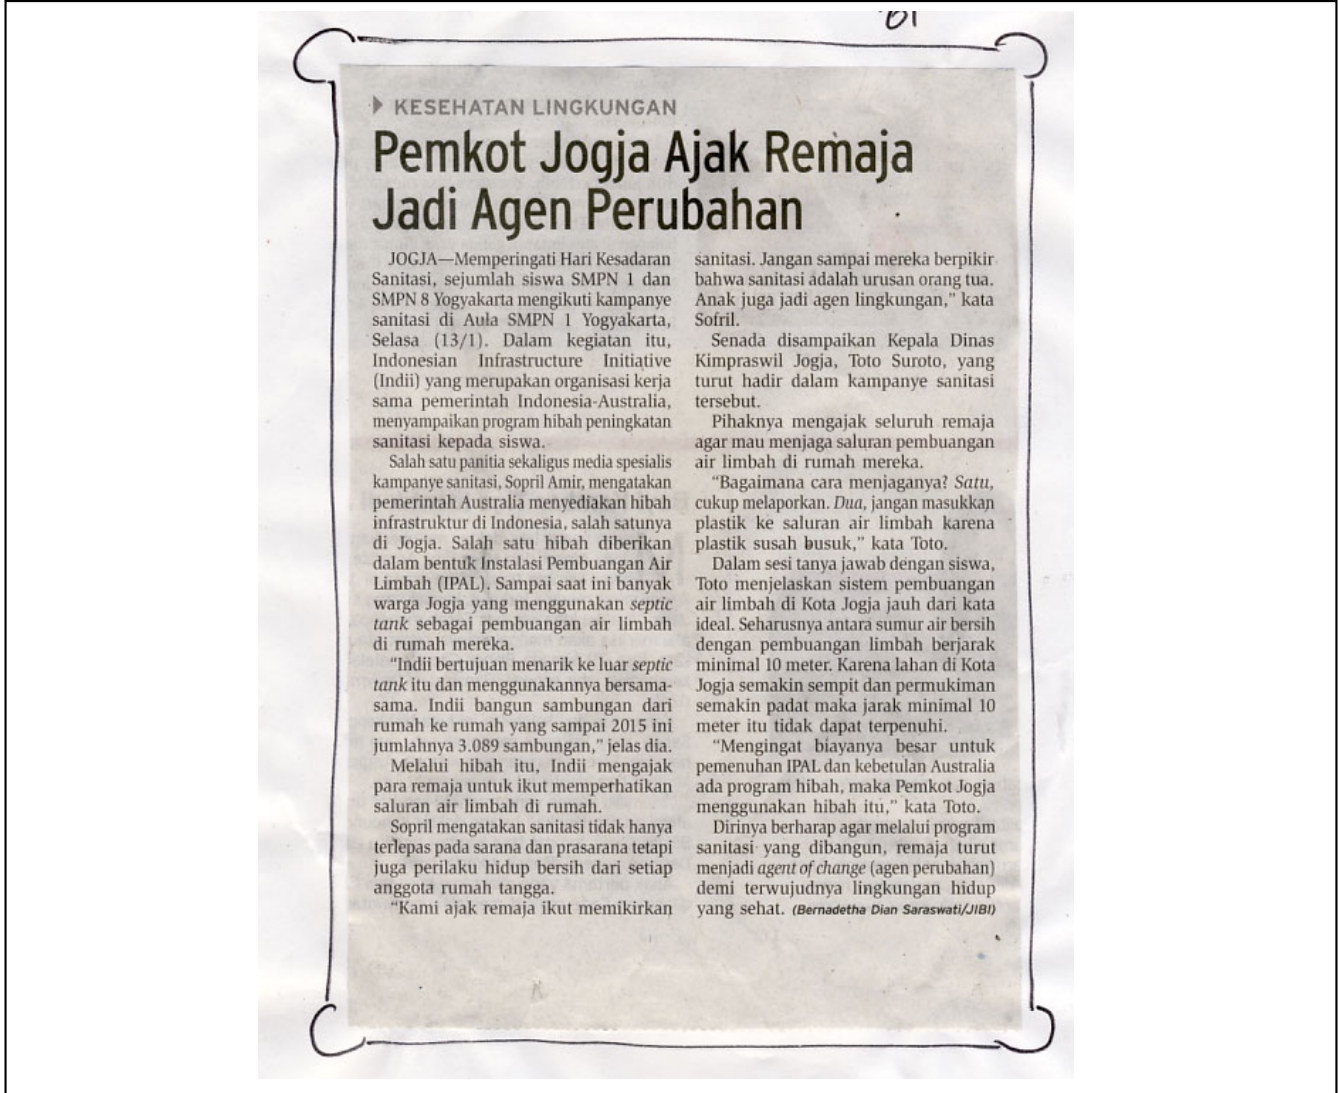 KESEHATAN LINGKUNGAN
Pemkot Jogja Ajak Remaja
Jadi Agen Perubahan
JOGJA—Memperingati Hari Kesadaran
Sanitasi, sejumlah siswa SMPN 1 dan
SMPN 8 Yogyakarta mengikuti kampanye
sanitasi di Aula SMPN 1 Yogyakarta,
Selasa (13/1). Dalam kegiatan itu,
Indonesian Infrastructure Initiative
(Indii) yang merupakan organisasi kerja
sama pemerintah Indonesia-Australia,
menyampaikan program hibah peningkatan
sanitasi kepada siswa.
Salah satu panitia sekaligus media spesialis
kampanye sanitasi, Sopril Amir, mengatakan
pemerintah Australia menyediakan hibah
infrastruktur di Indonesia, salah satunya
di Jogja. Salah satu hibah diberikan
dalam bentuk Instalasi Pembuangan Air
Limbah (IPAL). Sampai saat ini banyak
warga Jogja yang menggunakan septic
tank sebagai pembuangan air limbah
di rumah mereka.
“Indii bertujuan menarik ke luar septic
tank itu dan menggunakannya bersama-
sama. Indii bangun sambungan dari
rumah ke rumah yang sampai 2015 ini
jumlahnya 3.089 sambungan,” jelas dia.
Melalui hibah itu, Indii mengajak
para remaja untuk ikut memperhatikan
saluran air limbah di rumah.
Sopril mengatakan sanitasi tidak hanya
terlepas pada sarana dan prasarana tetapi
juga perilaku hidup bersih dari setiap
anggota rumah tangga.
“Kami ajak remaja ikut memikirkan
sanitasi. Jangan sampai mereka berpikir
bahwa sanitasi adalah urusan orang tua.
Anak juga jadi agen lingkungan,” kata
Sofril.
Senada disampaikan Kepala Dinas
Kimpraswil Jogja, Toto Suroto, yang
turut hadir dalam kampanye sanitasi
tersebut.
Pihaknya mengajak seluruh remaja
agar mau menjaga saluran pembuangan
air limbah di rumah mereka.
“Bagaimana cara menjaganya? Satu,
cukup melaporkan. Dua, jangan masukkan
plastik ke saluran air limbah karena
plastik susah busuk,” kata Toto.
Dalam sesi tanya jawab dengan siswa,
Toto menjelaskan sistem pembuangan
air limbah di Kota Jogja jauh dari kata
ideal. Seharusnya antara sumur air bersih
dengan pembuangan limbah berjarak
minimal 10 meter. Karena lahan di Kota
Jogja semakin sempit dan permukiman
semakin padat maka jarak minimal 10
meter itu tidak dapat terpenuhi.
“Mengingat biayanya besar untuk
pemenuhan IPAL dan kebetulan Australia
ada program hibah, maka Pemkot Jogja
menggunakan hibah itu,” kata Toto.
Dirinya berharap agar melalui program
sanitasi yang dibangun, remaja turut
menjadi agent of change (agen perubahan)
demi terwujudnya lingkungan hidup
yang sehat. (Bernadetha Dian Saraswati/JIBI)